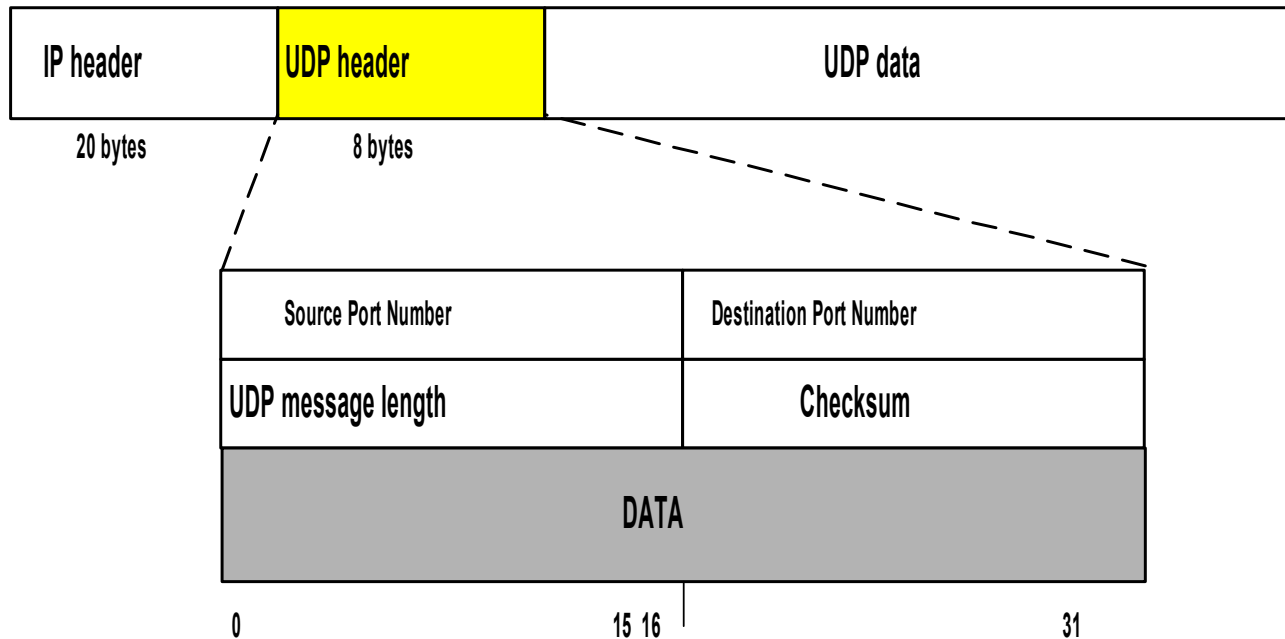 IP header UDP header UDP data
20 bytes 8 bytes
Source Port Number Destination Port Number
UDP message length Checksum
DATA
0 15 16 31